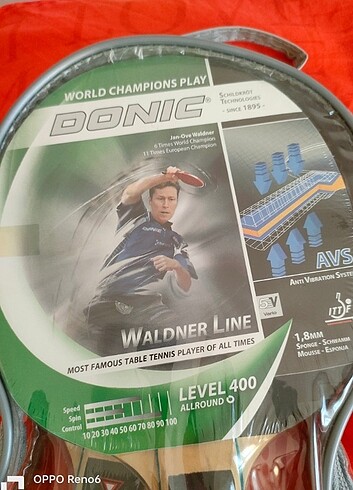 WORLD CHAMPIONS PLAY
DONIC®
SCHILDKRÖT
TECHNOLOGIES
- SINCE 1895 -
Jan-Ove Waldner
6 Times World Champion
11 Times European Champion
AVS
ANTI VIBRATION SYSTE
WALDNER LINE
MOST FAMOUS TABLE TENNIS PLAYER OF ALL TIMES
ITTF
1,8MM
SPONGE - SCHWAMM
MOUSSE - ESPONJA
LEVEL 400
ALLROUND
Speed
Spin
Control
10 20 30 40 50 60 70 80 90 100
OPPO Reno6